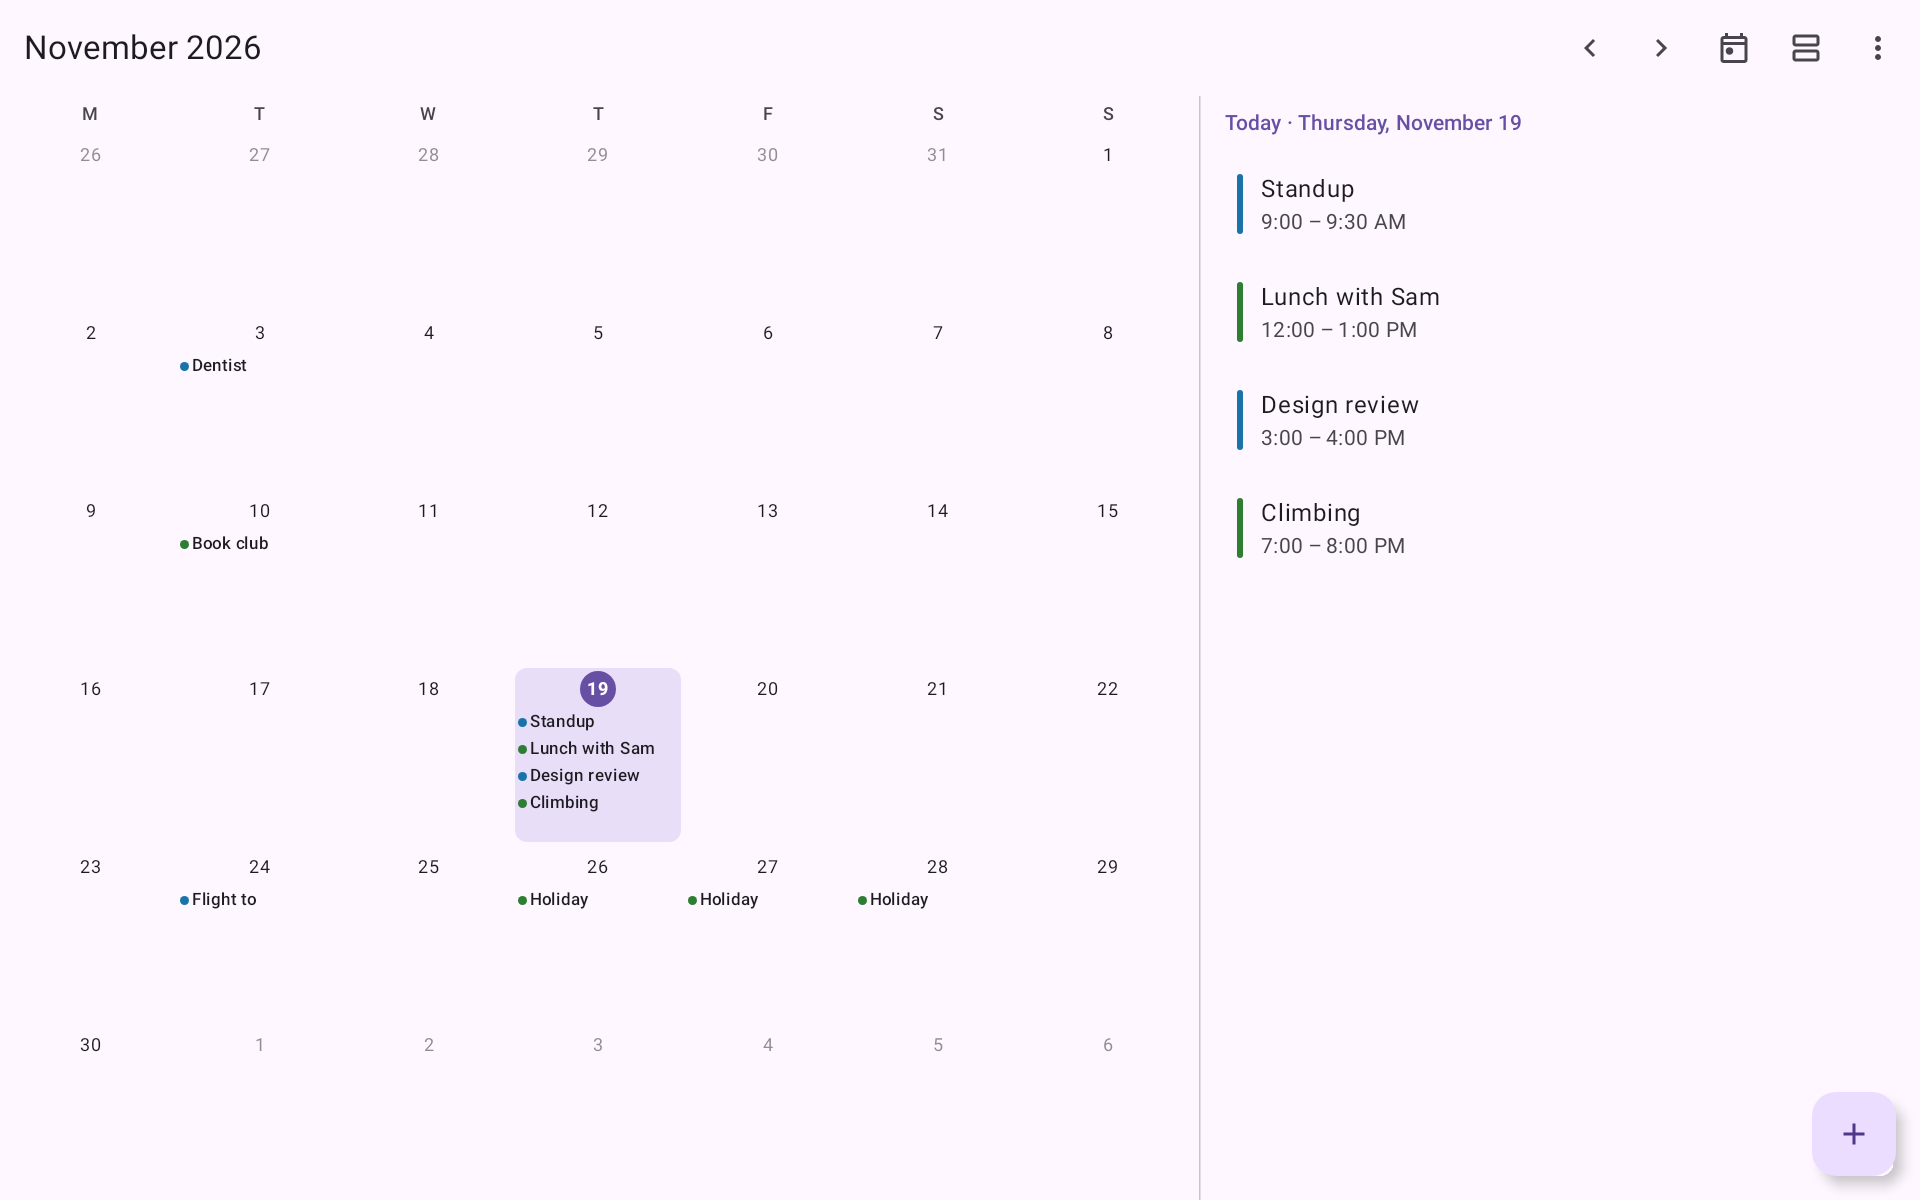 November 2026
M T W T F S S
26 27 28 29 30 31 1
2 3 4 5 6 7 8
Dentist
9 10 11 12 13 14 15
Book club
16 17 18 19 20 21 22
Standup
Lunch with Sam
Design review
Climbing
23 24 25 26 27 28 29
Flight to Holiday Holiday Holiday
30 1 2 3 4 5 6
Today · Thursday, November 19
Standup
9:00 – 9:30 AM
Lunch with Sam
12:00 – 1:00 PM
Design review
3:00 – 4:00 PM
Climbing
7:00 – 8:00 PM